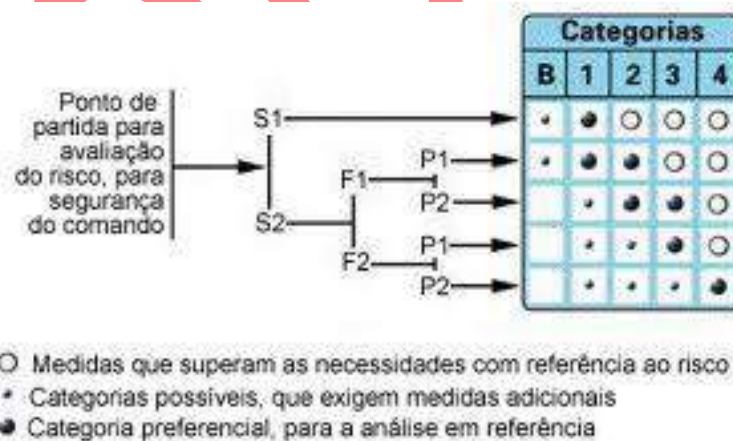 Categorias
B 1 2 3 4
Ponto de
partida para
avaliação
do risco, para
segurança
do comando
S1
P1
F1
P2
S2
P1
F2
P2
Medidas que superam as necessidades com referência ao risco
Categorias possíveis, que exigem medidas adicionais
Categoria preferencial, para a análise em referência